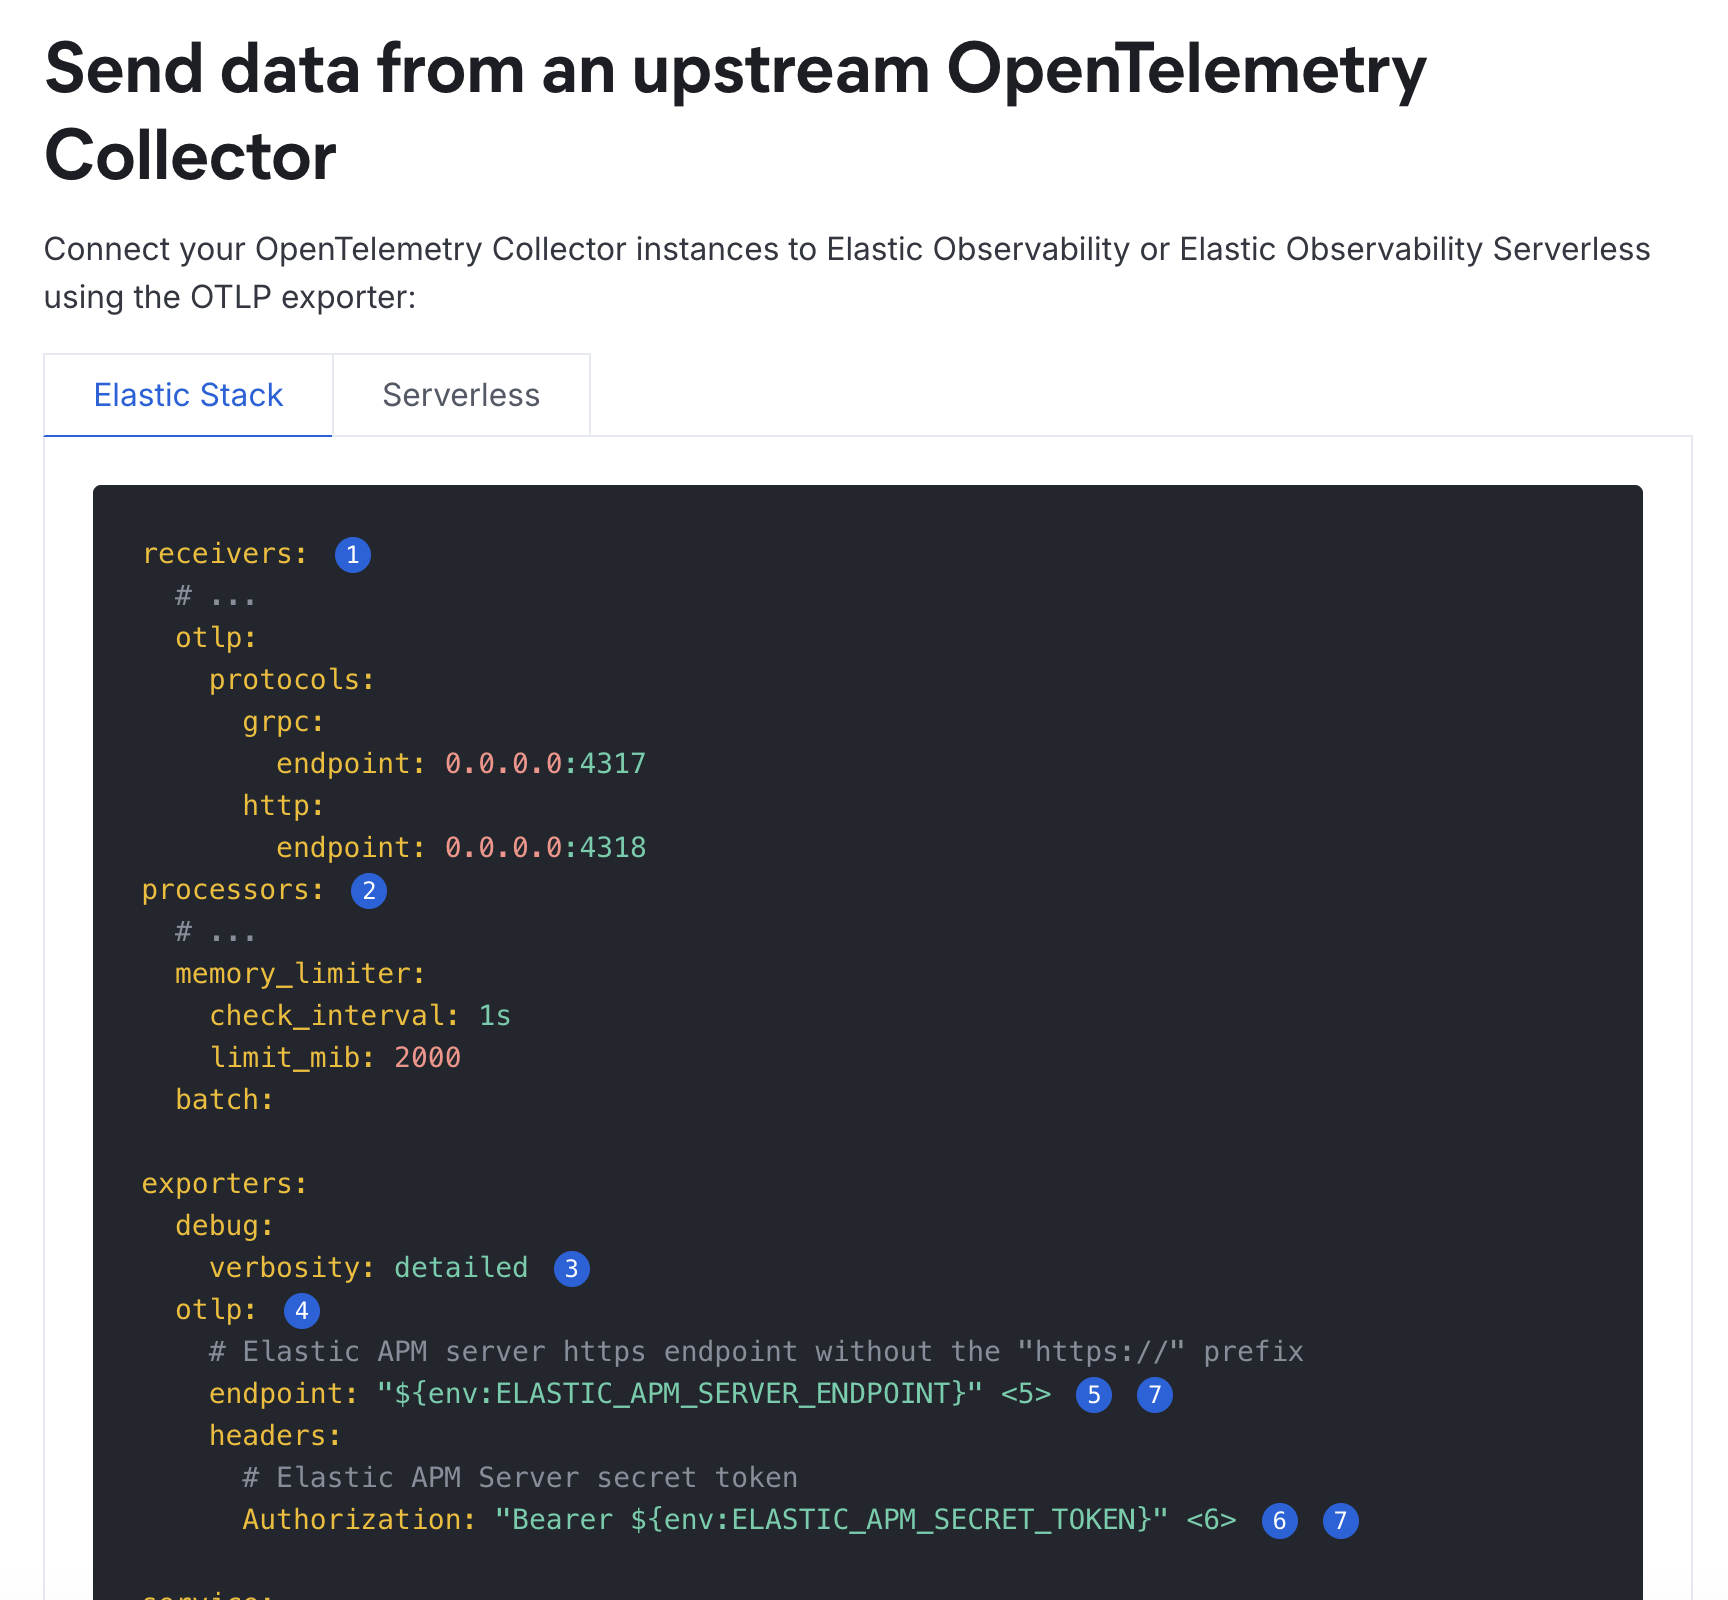 Send data from an upstream OpenTelemetry
Collector
Connect your OpenTelemetry Collector instances to Elastic Observability or Elastic Observability Serverless
using the OTLP exporter:
Elastic Stack
Serverless
receivers: 1
  # ...
  otlp:
    protocols:
      grpc:
        endpoint: 0.0.0.0:4317
      http:
        endpoint: 0.0.0.0:4318
processors: 2
  # ...
  memory_limiter:
    check_interval: 1s
    limit_mib: 2000
  batch:
exporters:
  debug:
    verbosity: detailed 3
  otlp: 4
    # Elastic APM server https endpoint without the "https://" prefix
    endpoint: "${env:ELASTIC_APM_SERVER_ENDPOINT}" <5> 5 7
    headers:
      # Elastic APM Server secret token
      Authorization: "Bearer ${env:ELASTIC_APM_SECRET_TOKEN}" <6> 6 7